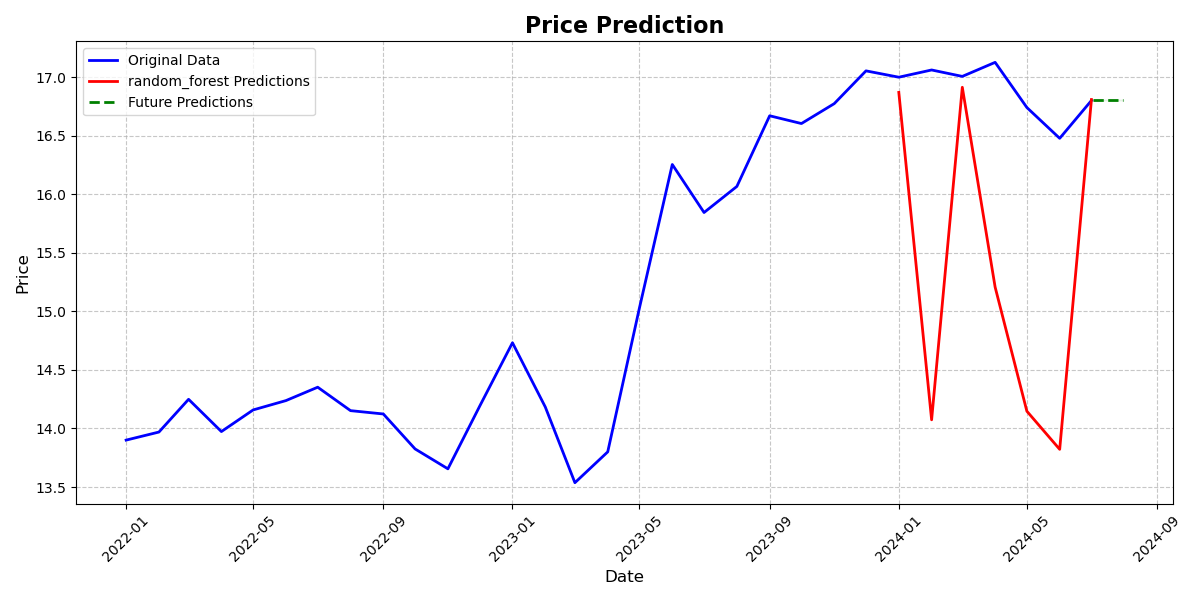 Price Prediction
Original Data
random_forest Predictions
Future Predictions
Price
17.0
16.5
16.0
15.5
15.0
14.5
14.0
13.5
2022-01
2022-05
2022-09
2023-01
2023-05
2023-09
2024-01
2024-05
2024-09
Date